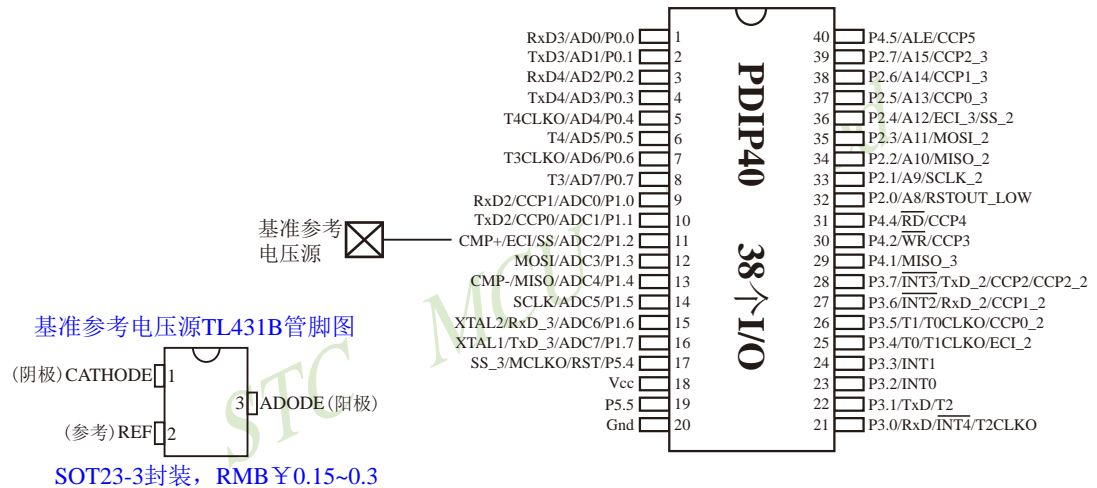 RxD3/AD0/P0.0 1
TxD3/AD1/P0.1 2
RxD4/AD2/P0.2 3
TxD4/AD3/P0.3 4
T4CLKO/AD4/P0.4 5
T4/AD5/P0.5 6
T3CLKO/AD6/P0.6 7
T3/AD7/P0.7 8
RxD2/CCP1/ADC0/P1.0 9
TxD2/CCP0/ADC1/P1.1 10
CMP+/ECI/SS/ADC2/P1.2 11
MOSI/ADC3/P1.3 12
CMP-/MISO/ADC4/P1.4 13
SCLK/ADC5/P1.5 14
XTAL2/RxD_3/ADC6/P1.6 15
XTAL1/TxD_3/ADC7/P1.7 16
SS_3/MCLKO/RST/P5.4 17
Vcc 18
P5.5 19
Gnd 20
PDIP40 38个I/O
40 P4.5/ALE/CCP5
39 P2.7/A15/CCP2_3
38 P2.6/A14/CCP1_3
37 P2.5/A13/CCP0_3
36 P2.4/A12/ECI_3/SS_2
35 P2.3/A11/MOSI_2
34 P2.2/A10/MISO_2
33 P2.1/A9/SCLK_2
32 P2.0/A8/RSTOUT_LOW
31 P4.4/RD/CCP4
30 P4.2/WR/CCP3
29 P4.1/MISO_3
28 P3.7/INT3/TxD_2/CCP2/CCP2_2
27 P3.6/INT2/RxD_2/CCP1_2
26 P3.5/T1/T0CLKO/CCP0_2
25 P3.4/T0/T1CLKO/ECI_2
24 P3.3/INT1
23 P3.2/INT0
22 P3.1/TxD/T2
21 P3.0/RxD/INT4/T2CLKO
基准参考
电压源
基准参考电压源TL431B管脚图
(阴极)CATHODE 1
(参考)REF 2
3 ADODE(阳极)
SOT23-3封装，RMB￥0.15~0.3
STC MCU